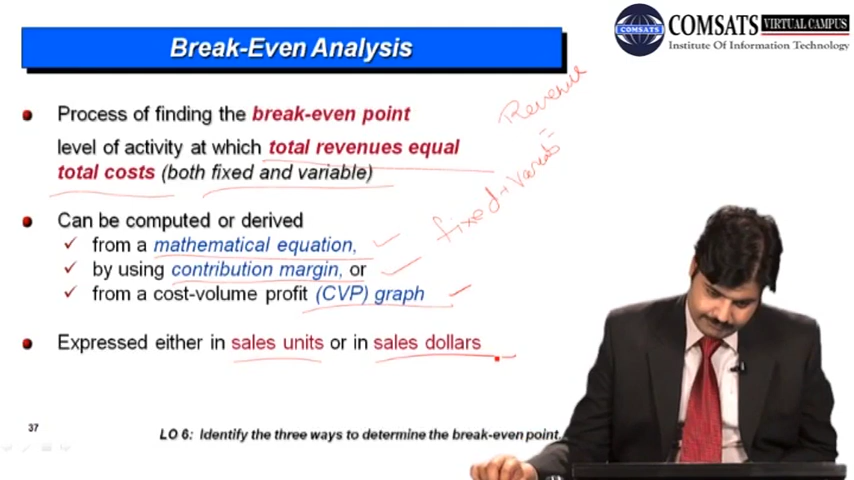 COMSATS VIRTUAL CAMPUS
Institute Of Information Technology
COMSATS
Break-Even Analysis
Process of finding the break-even point
level of activity at which total revenues equal
total costs (both fixed and variable)
Revenue
=
fixed + Variable
Can be computed or derived
✓ from a mathematical equation,
✓ by using contribution margin, or
✓ from a cost-volume profit (CVP) graph
Expressed either in sales units or in sales dollars
37
LO 6: Identify the three ways to determine the break-even point.